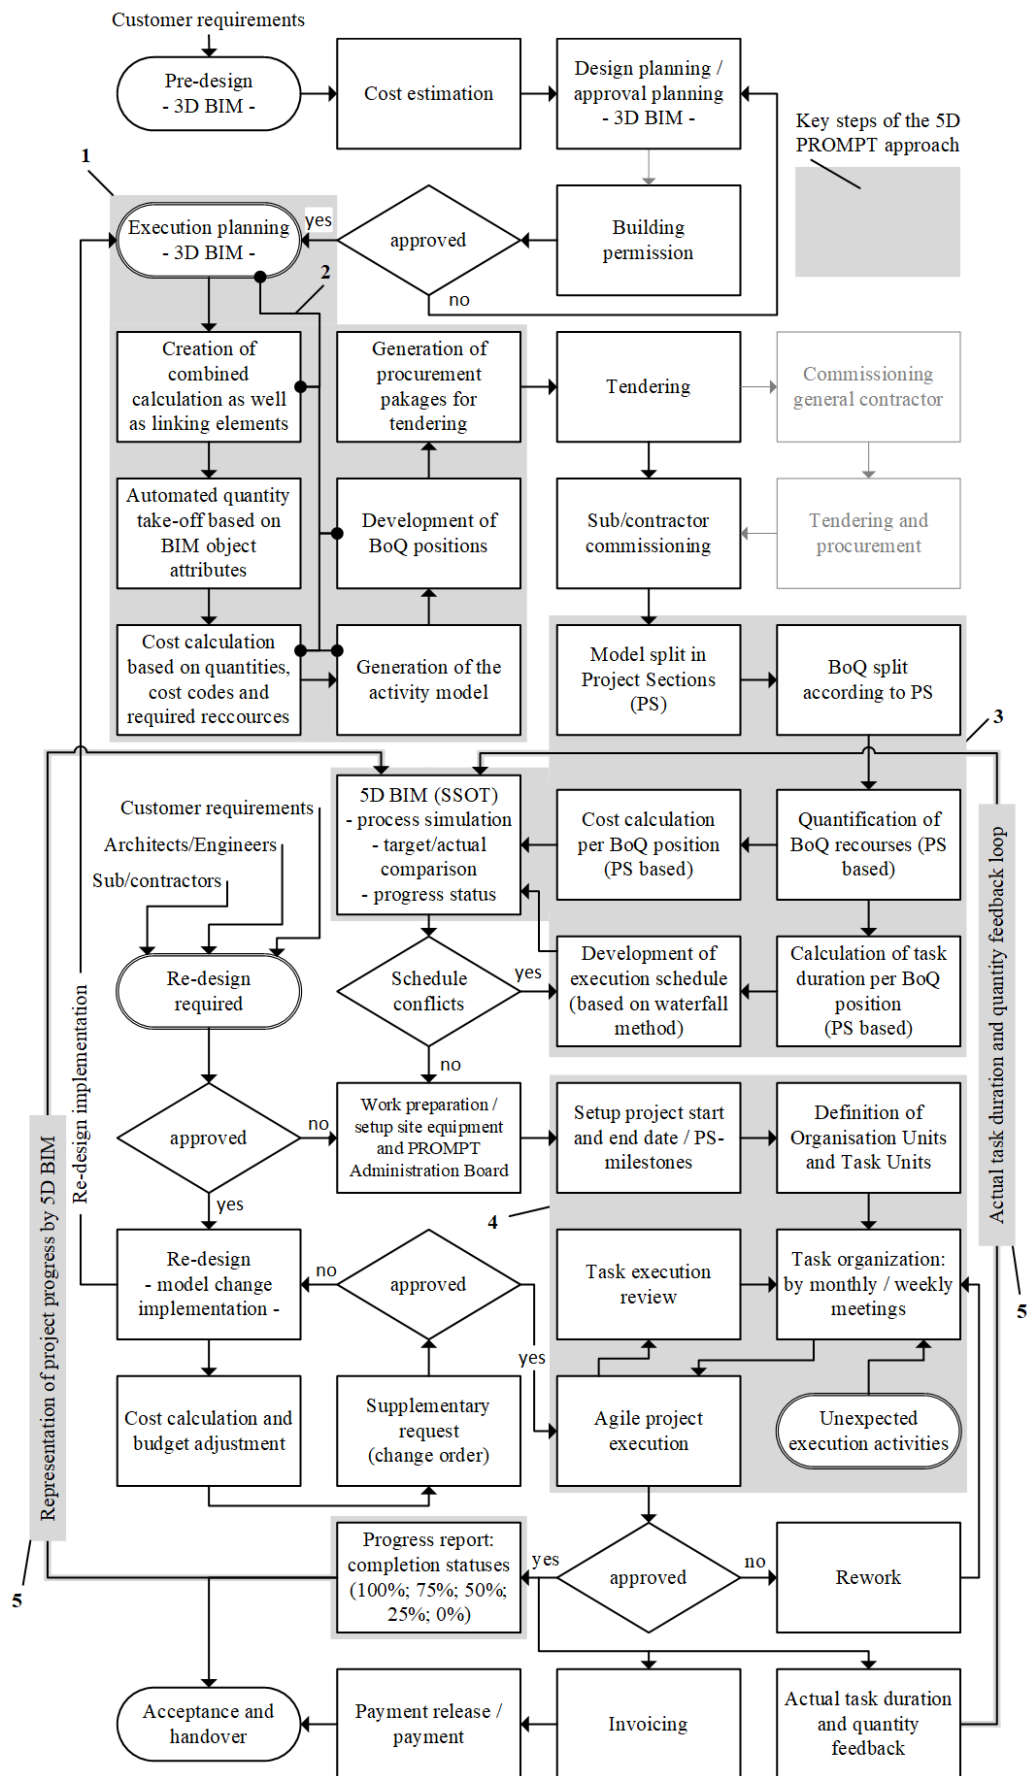 Customer requirements
Pre-design
- 3D BIM -
Cost estimation
Design planning /
approval planning
- 3D BIM -
Key steps of the 5D
PROMPT approach
1
Execution planning
- 3D BIM -
yes
approved
Building
permission
no
2
Creation of
combined
calculation as well
as linking elements
Generation of
procurement
pakages for
tendering
Tendering
Commissioning
general contractor
Automated quantity
take-off based on
BIM object
attributes
Development of
BoQ positions
Sub/contractor
commissioning
Tendering and
procurement
Cost calculation
based on quantities,
cost codes and
required reccources
Generation of the
activity model
Model split in
Project Sections
(PS)
BoQ split
according to PS
3
5D BIM (SSOT)
- process simulation
- target/actual
comparison
- progress status
Cost calculation
per BoQ position
(PS based)
Quantification of
BoQ recourses (PS
based)
Customer requirements
Architects/Engineers
Sub/contractors
Re-design
required
Schedule
conflicts
yes
no
Development of
execution schedule
(based on waterfall
method)
Calculation of task
duration per BoQ
position
(PS based)
Actual task duration and quantity feedback loop
Re-design implementation
Representation of project progress by 5D BIM
approved
no
yes
Work preparation /
setup site equipment
and PROMPT
Administration Board
Setup project start
and end date / PS-
milestones
Definition of
Organisation Units
and Task Units
4
Re-design
- model change
implementation -
no
approved
yes
Task execution
review
Task organization:
by monthly / weekly
meetings
5
Cost calculation and
budget adjustment
Supplementary
request
(change order)
Agile project
execution
Unexpected
execution activities
Progress report:
completion statuses
(100%; 75%; 50%;
25%; 0%)
yes
approved
no
Rework
5
Acceptance and
handover
Payment release /
payment
Invoicing
Actual task duration
and quantity
feedback